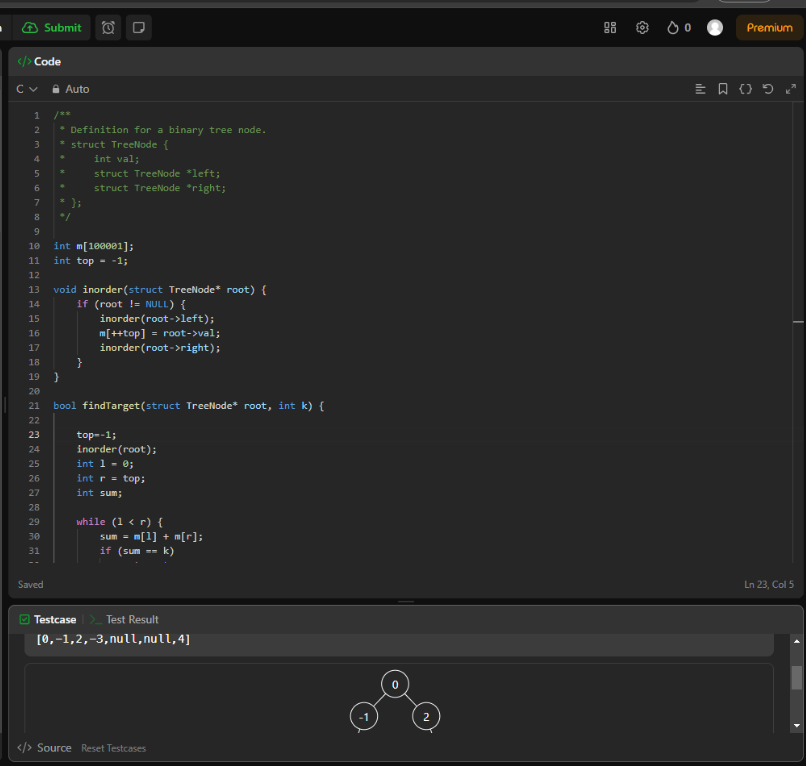 Submit
0
Premium
</> Code
C
Auto
1 /**
2 * Definition for a binary tree node.
3 * struct TreeNode {
4 *     int val;
5 *     struct TreeNode *left;
6 *     struct TreeNode *right;
7 * };
8 */
9
10 int m[100001];
11 int top = -1;
12
13 void inorder(struct TreeNode* root) {
14     if (root != NULL) {
15         inorder(root->left);
16         m[++top] = root->val;
17         inorder(root->right);
18     }
19 }
20
21 bool findTarget(struct TreeNode* root, int k) {
22
23     top=-1;
24     inorder(root);
25     int l = 0;
26     int r = top;
27     int sum;
28
29     while (l < r) {
30         sum = m[l] + m[r];
31         if (sum == k)
Saved
Ln 23, Col 5
Testcase
>_ Test Result
[0,-1,2,-3,null,null,4]
0
-1
2
</> Source
Reset Testcases